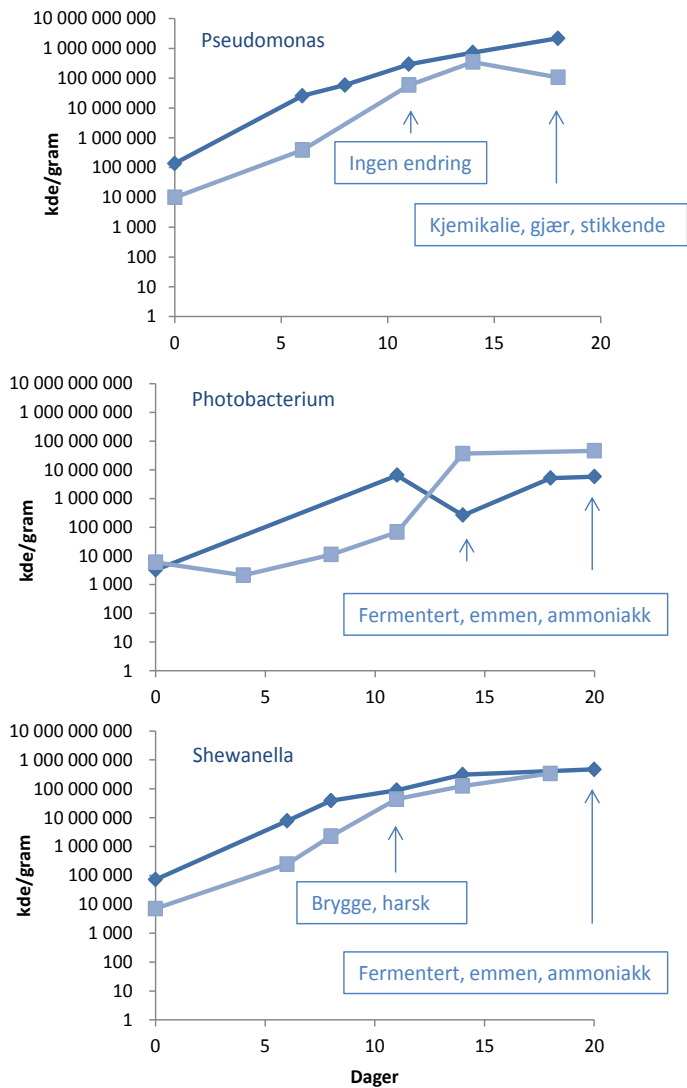 Pseudomonas
kde/gram
10 000 000 000
1 000 000 000
100 000 000
10 000 000
1 000 000
100 000
10 000
1 000
100
10
1
0 5 10 15 20
Ingen endring
Kjemikalie, gjær, stikkende
Photobacterium
kde/gram
10 000 000 000
1 000 000 000
100 000 000
10 000 000
1 000 000
100 000
10 000
1 000
100
10
1
0 5 10 15 20
Fermentert, emmen, ammoniakk
Shewanella
kde/gram
10 000 000 000
1 000 000 000
100 000 000
10 000 000
1 000 000
100 000
10 000
1 000
100
10
1
0 5 10 15 20
Brygge, harsk
Fermentert, emmen, ammoniakk
Dager